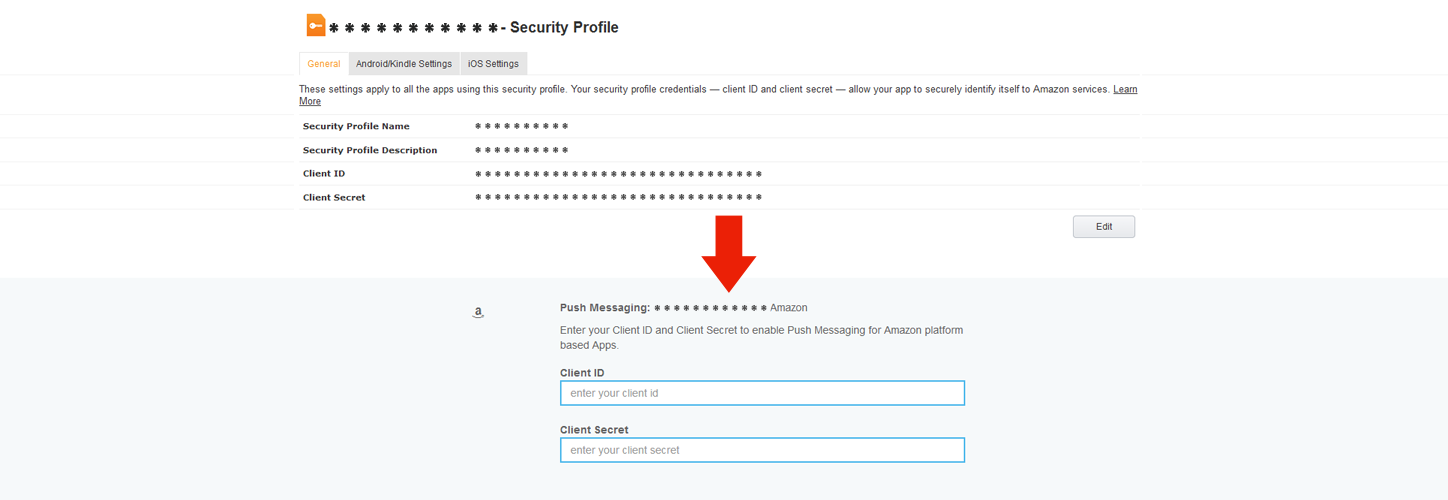 * * * * * * * * * * * - Security Profile
General Android/Kindle Settings iOS Settings
These settings apply to all the apps using this security profile. Your security profile credentials — client ID and client secret — allow your app to securely identify itself to Amazon services. Learn
More
Security Profile Name * * * * * * * * * *
Security Profile Description * * * * * * * * * *
Client ID * * * * * * * * * * * * * * * * * * * * * * * * * * * * * *
Client Secret * * * * * * * * * * * * * * * * * * * * * * * * * * * * * *
Edit
a
Push Messaging: * * * * * * * * * * * * Amazon
Enter your Client ID and Client Secret to enable Push Messaging for Amazon platform
based Apps.
Client ID
enter your client id
Client Secret
enter your client secret